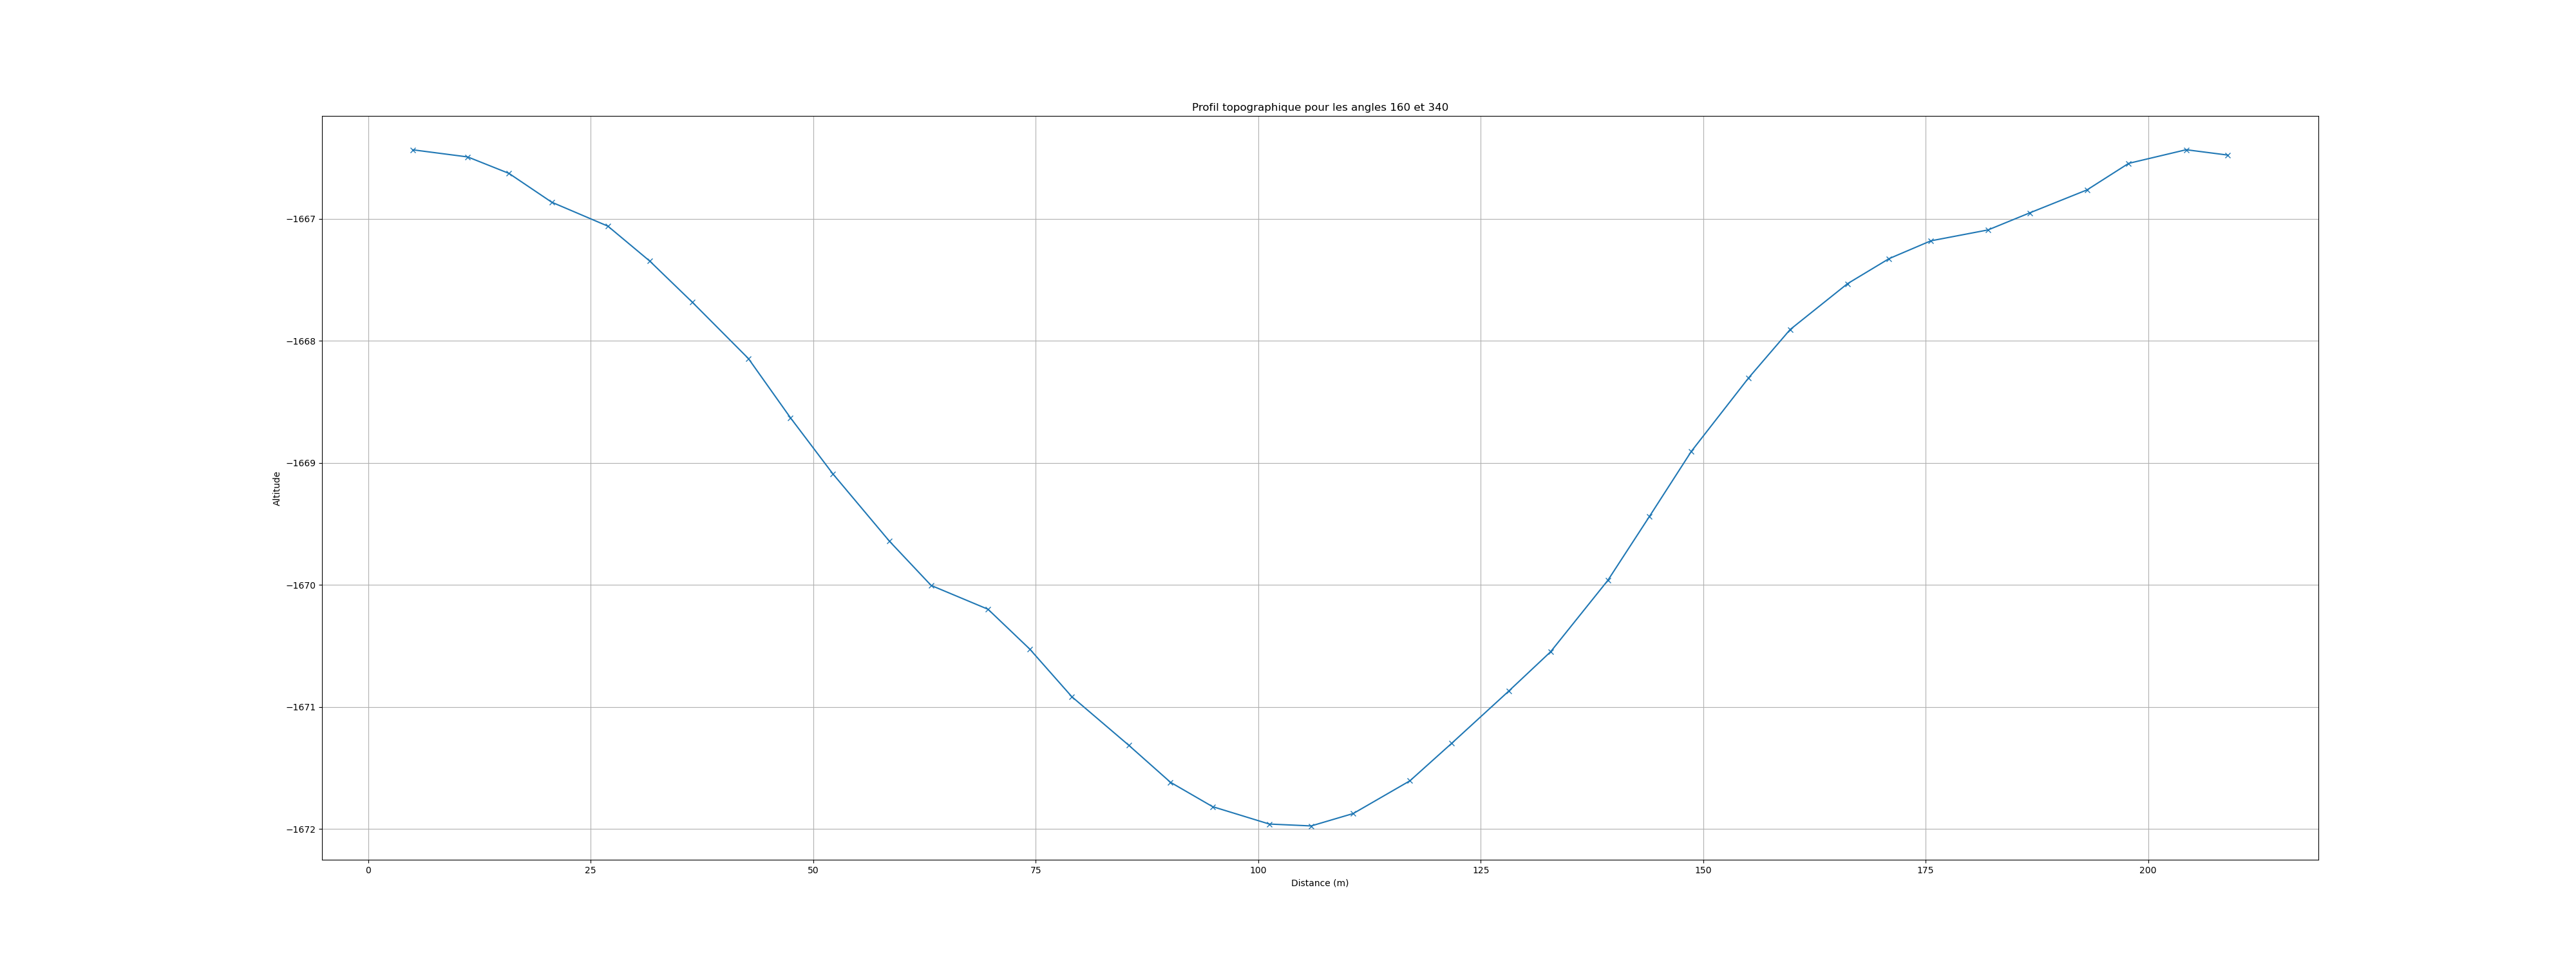 Profil topographique pour les angles 160 et 340
Altitude
−1667
−1668
−1669
−1670
−1671
−1672
0 25 50 75 100 125 150 175 200
Distance (m)